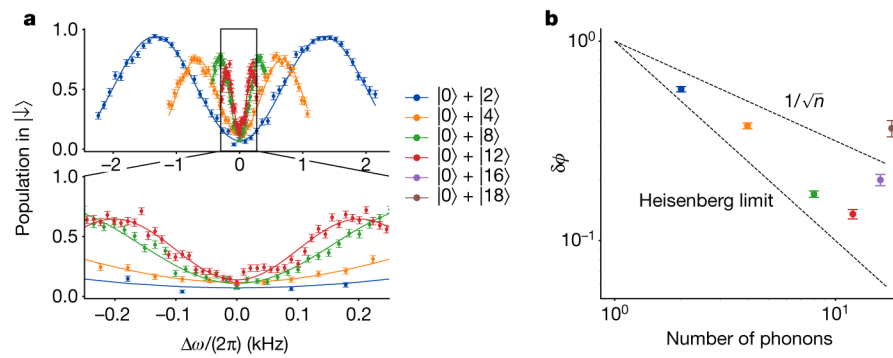 a
Population in |↓⟩
1.0
0.5
0.0
−2
−1
0
1
2
1.0
0.5
0.0
−0.2
−0.1
0.0
0.1
0.2
Δω/(2π) (kHz)
|0⟩ + |2⟩
|0⟩ + |4⟩
|0⟩ + |8⟩
|0⟩ + |12⟩
|0⟩ + |16⟩
|0⟩ + |18⟩
b
δϕ
10⁰
10⁻¹
1/√n
Heisenberg limit
10⁰
10¹
Number of phonons